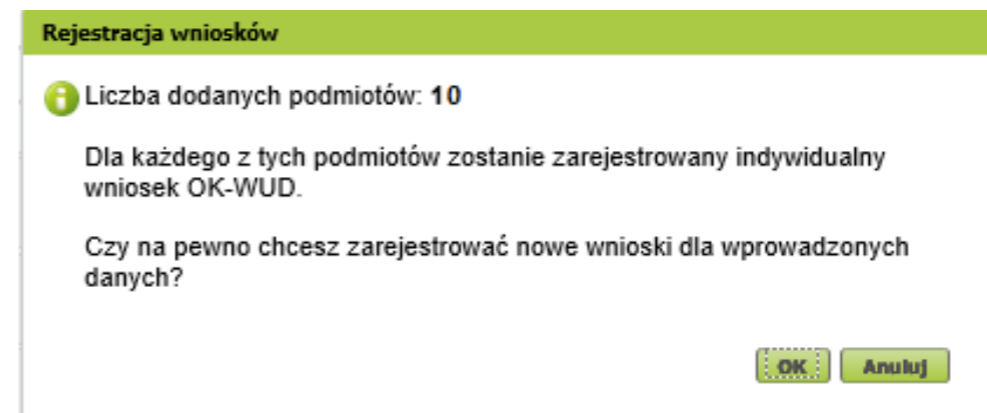 Rejestracja wniosków
Liczba dodanych podmiotów: 10
Dla każdego z tych podmiotów zostanie zarejestrowany indywidualny
wniosek OK-WUD.
Czy na pewno chcesz zarejestrować nowe wnioski dla wprowadzonych
danych?
OK Anuluj